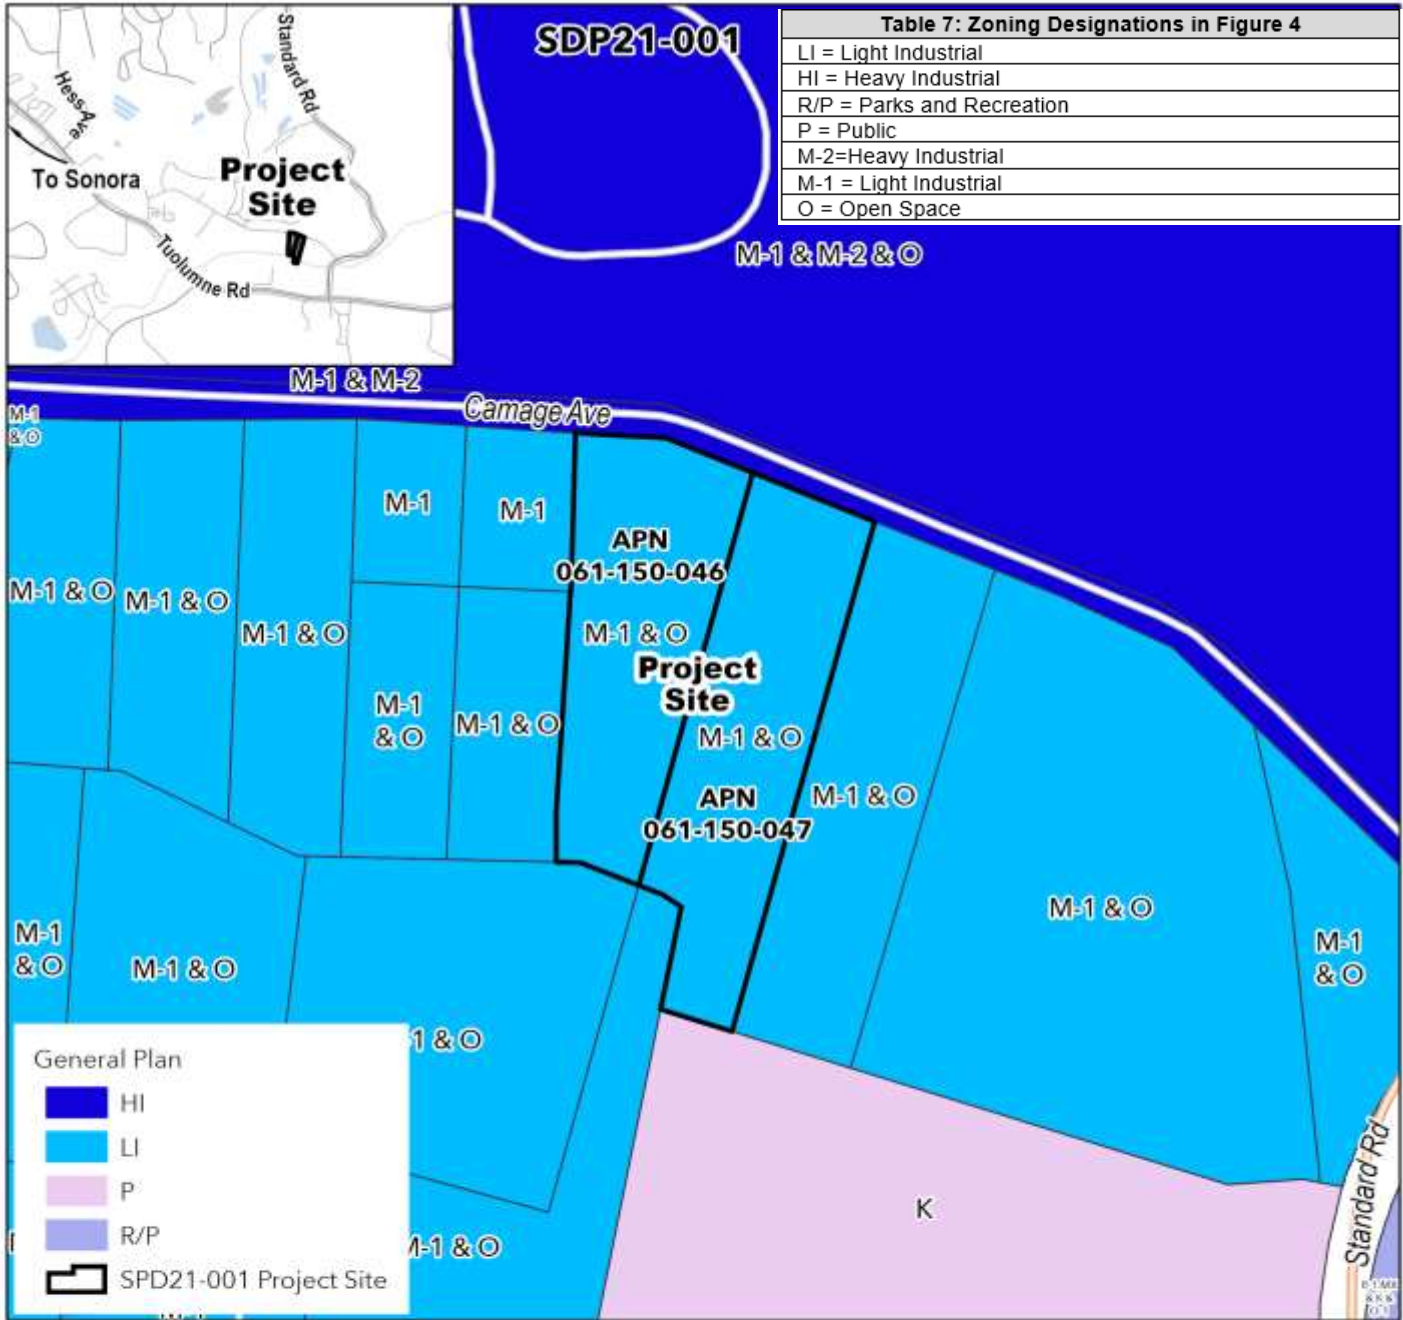 Standard Rd
Hess Ave
To Sonora
Project
Site
Tuolumne Rd
SDP21-001
Table 7: Zoning Designations in Figure 4
LI = Light Industrial
HI = Heavy Industrial
R/P = Parks and Recreation
P = Public
M-2=Heavy Industrial
M-1 = Light Industrial
O = Open Space
M-1 & M-2 & O
M-1 & M-2
Camage Ave
M-1
& O
M-1
M-1
APN
061-150-046
M-1 & O
M-1 & O
M-1 & O
M-1 & O
Project
Site
M-1
& O
M-1 & O
M-1 & O
APN
061-150-047
M-1 & O
M-1 & O
M-1
& O
M-1
& O
M-1 & O
1 & O
General Plan
HI
LI
P
R/P
SPD21-001 Project Site
M-1 & O
K
Standard Rd